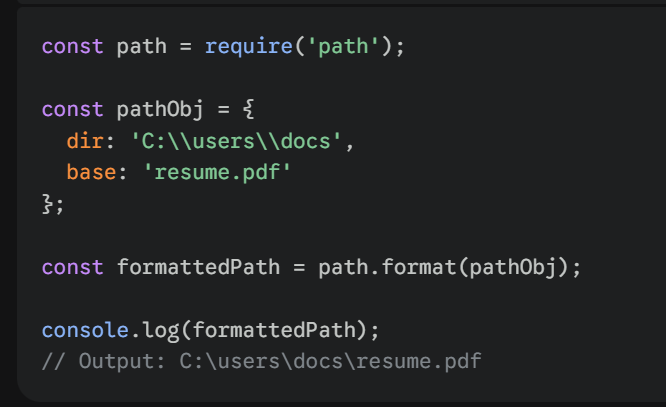 const path = require('path');
const pathObj = {
  dir: 'C:\\users\\docs',
  base: 'resume.pdf'
};
const formattedPath = path.format(pathObj);
console.log(formattedPath);
// Output: C:\users\docs\resume.pdf